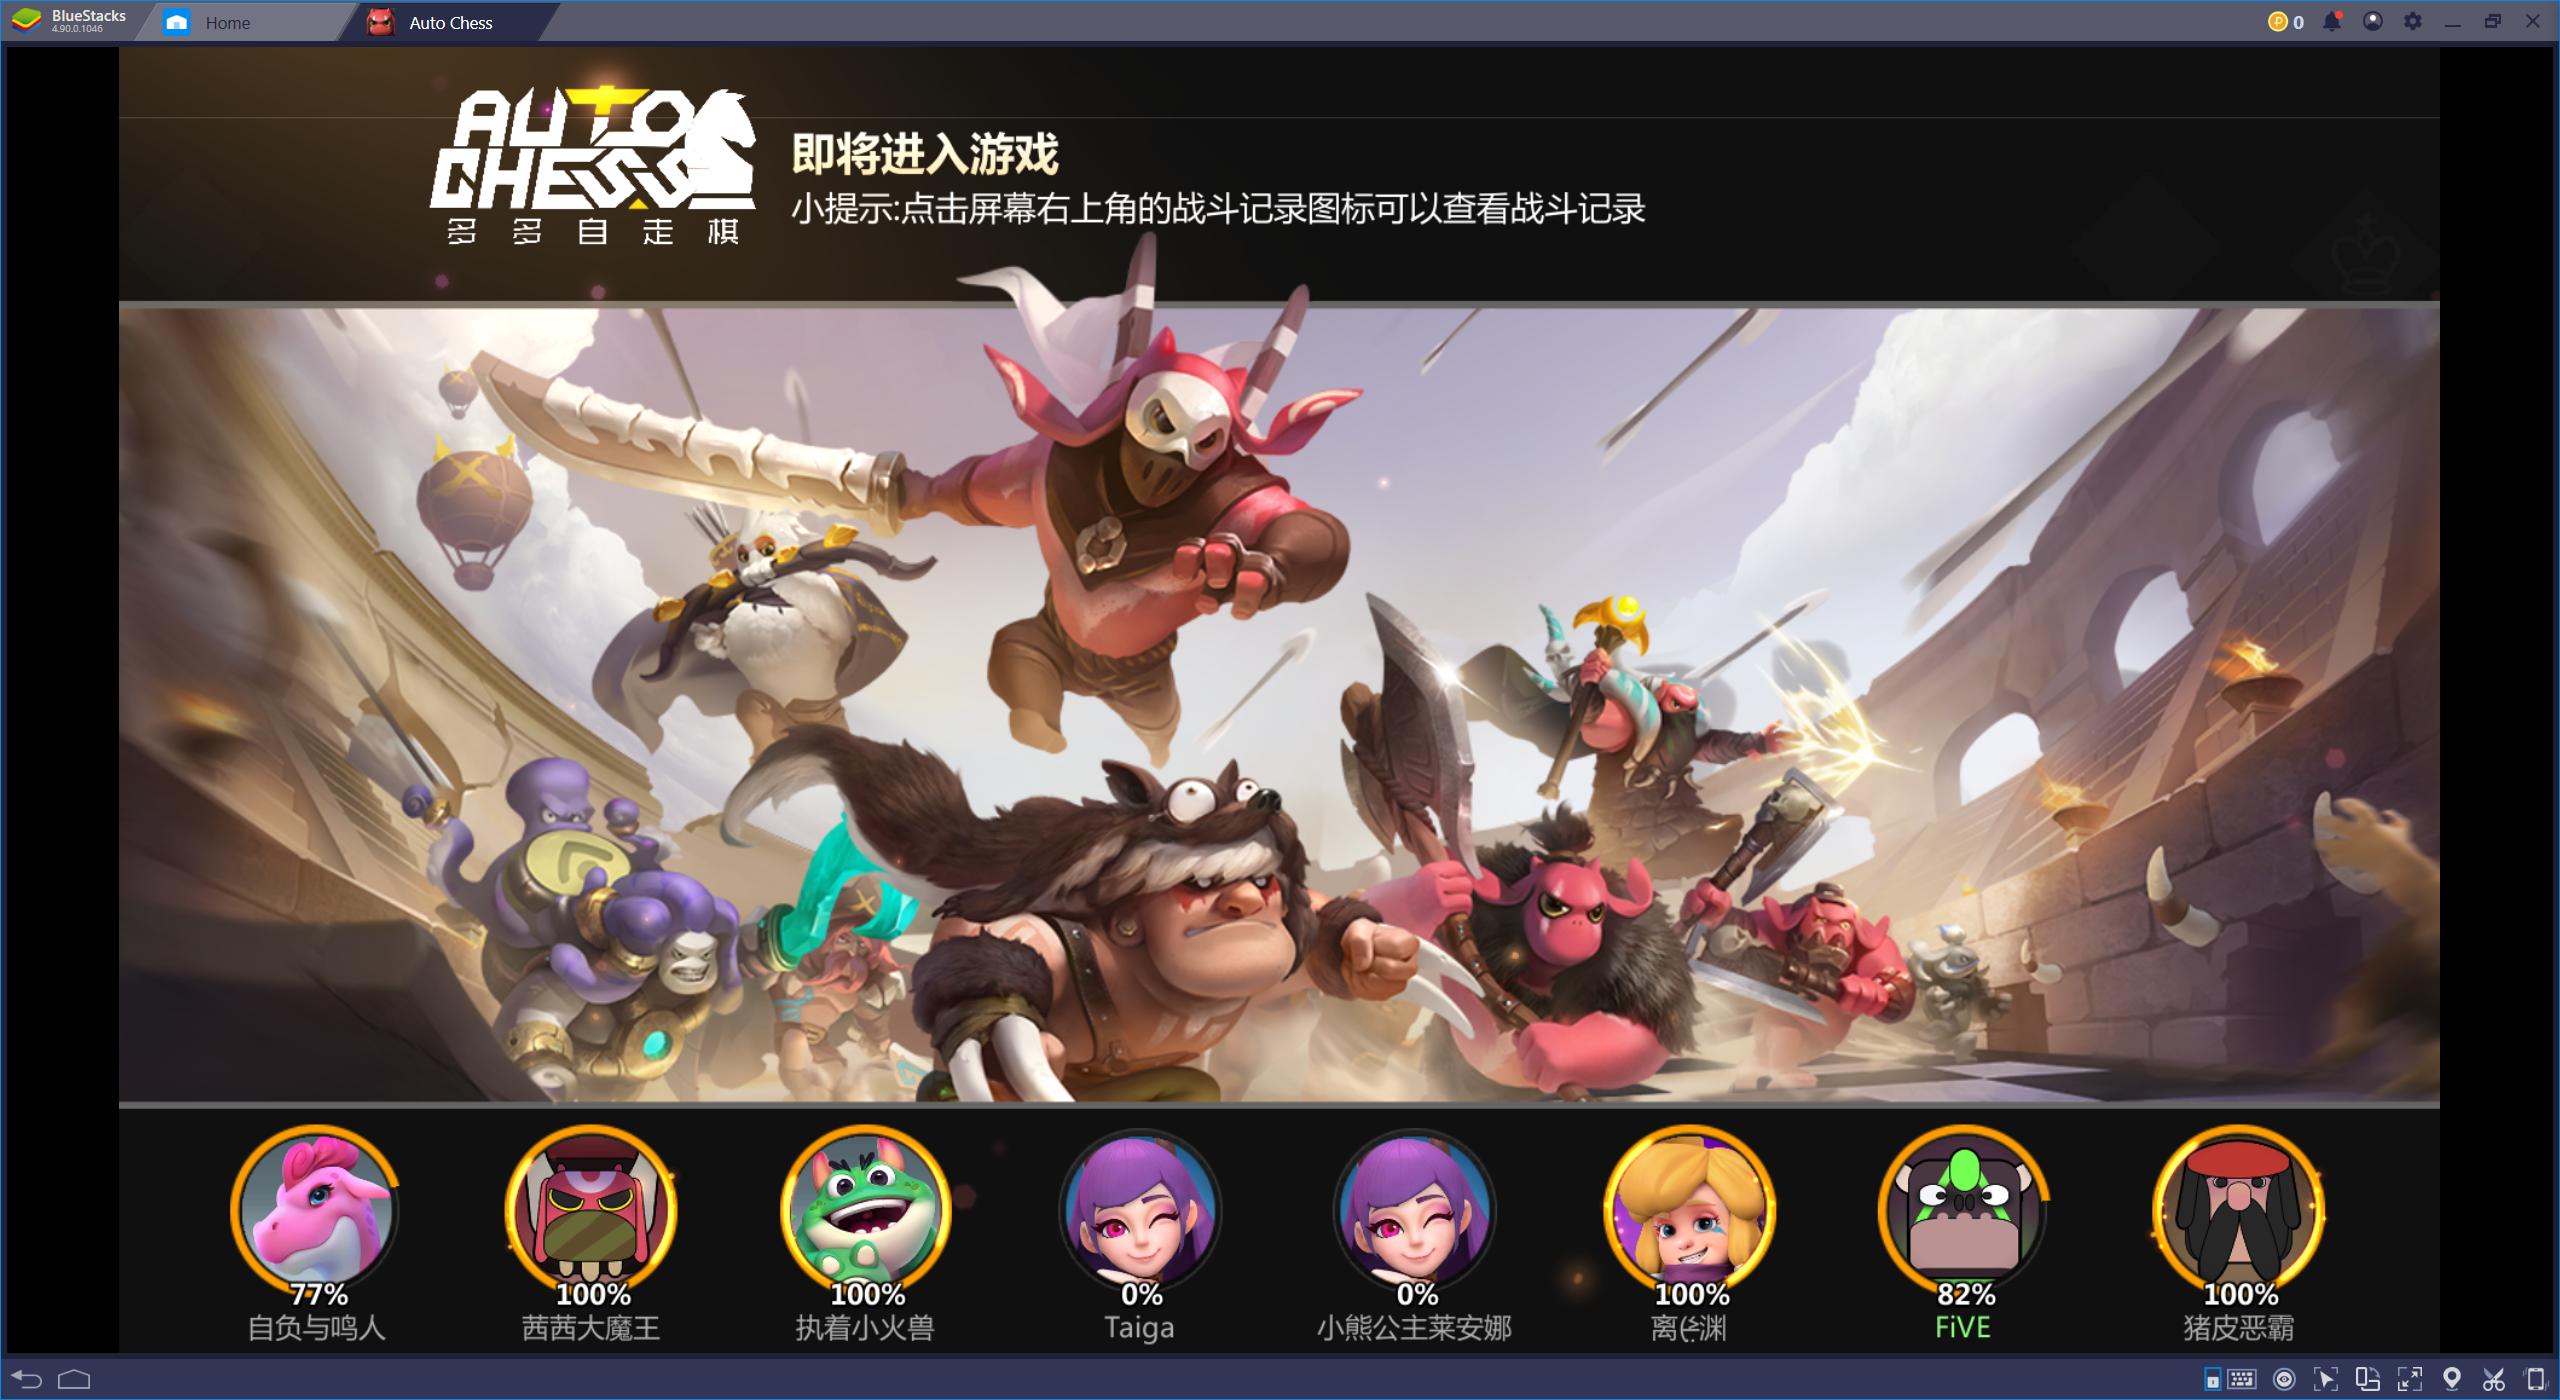 BlueStacks
4.90.0.1046
Home
Auto Chess
0
AUTO
CHESS
多多自走棋
即将进入游戏
小提示:点击屏幕右上角的战斗记录图标可以查看战斗记录
77%
100%
100%
0%
0%
100%
82%
100%
自负与鸣人
茜茜大魔王
执着小火兽
Taiga
小熊公主莱安娜
FiVE
猪皮恶霸